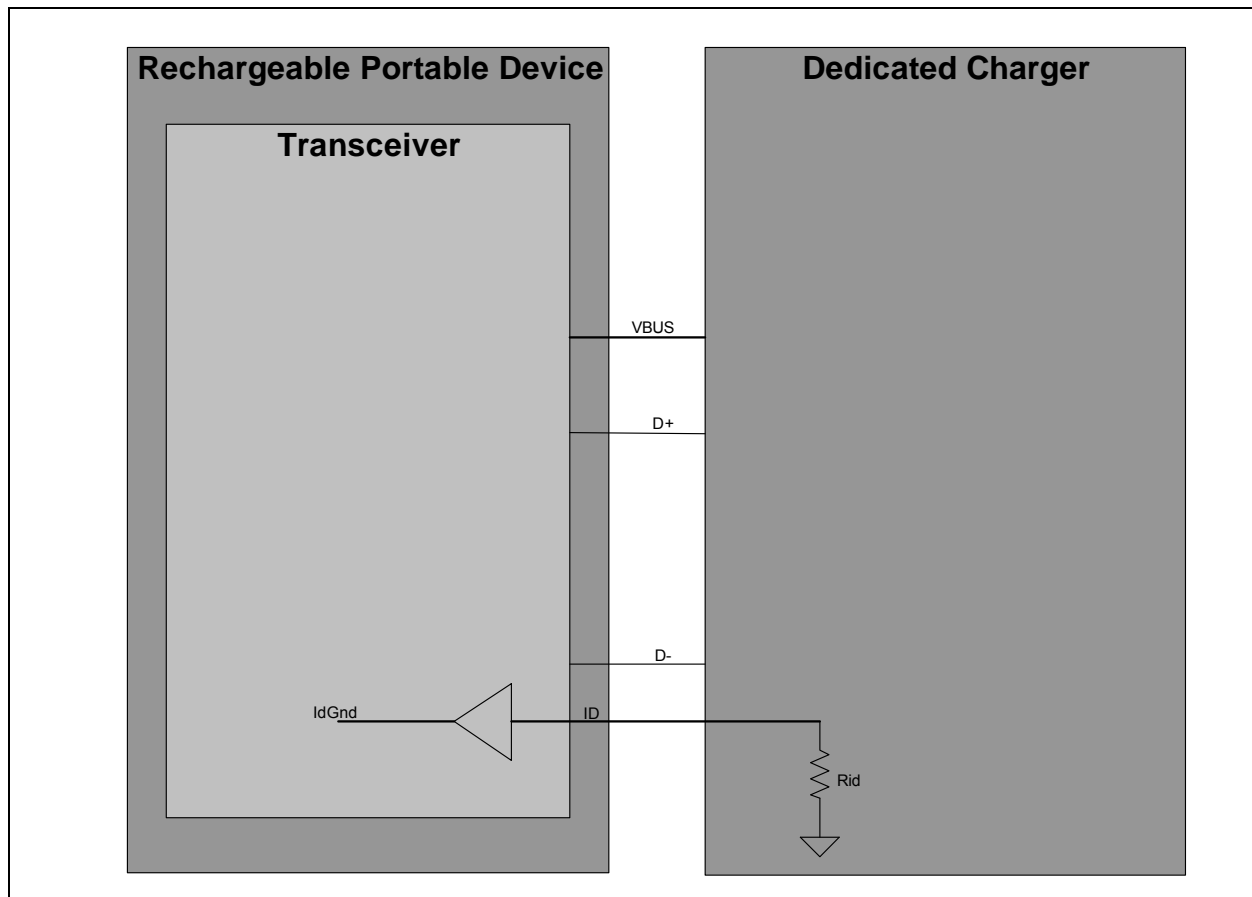 Rechargeable Portable Device
Dedicated Charger
Transceiver
VBUS
D+
D-
IdGnd
ID
Rid